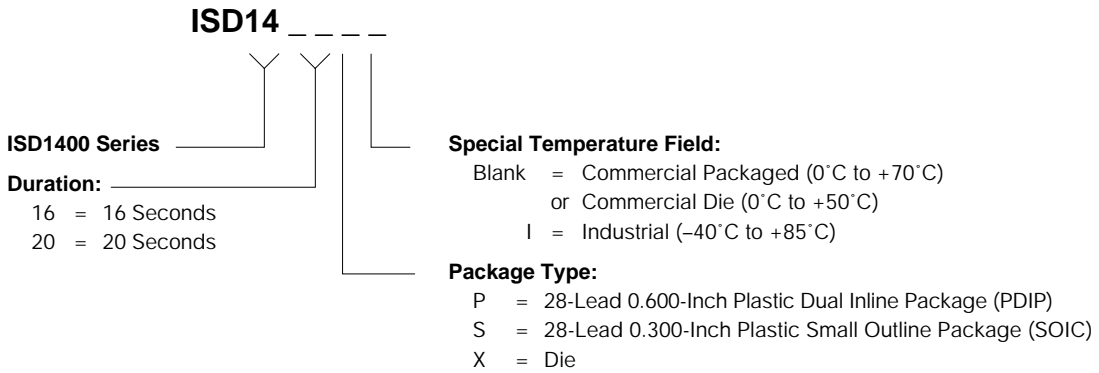 ISD14 _ _ _ _
ISD1400 Series
Duration:
16 = 16 Seconds
20 = 20 Seconds
Special Temperature Field:
Blank = Commercial Packaged (0˚C to +70˚C)
or Commercial Die (0˚C to +50˚C)
I = Industrial (–40˚C to +85˚C)
Package Type:
P = 28-Lead 0.600-Inch Plastic Dual Inline Package (PDIP)
S = 28-Lead 0.300-Inch Plastic Small Outline Package (SOIC)
X = Die